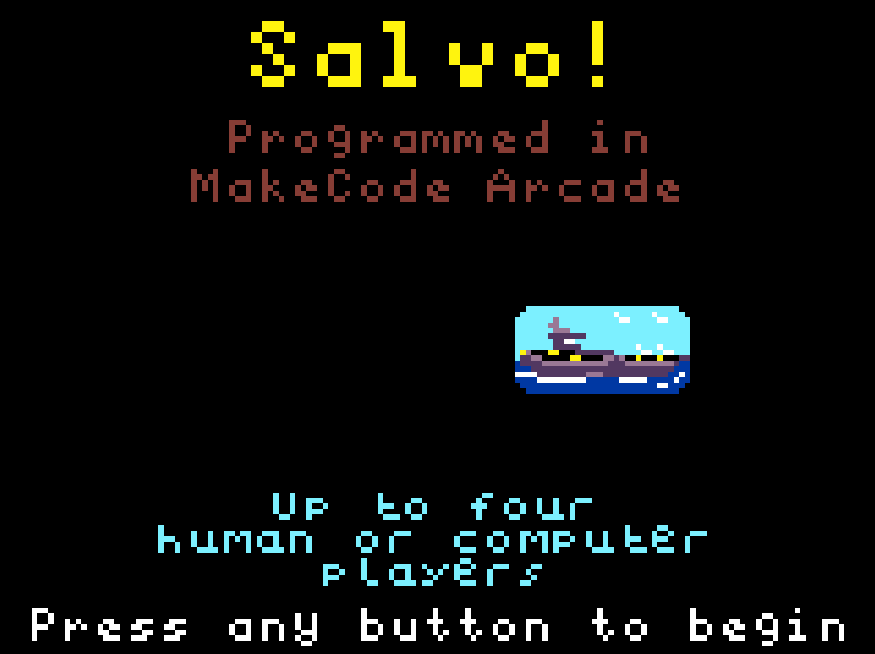 Salvo!
Programmed in
MakeCode Arcade
Up to four
human or computer
players
Press any button to begin